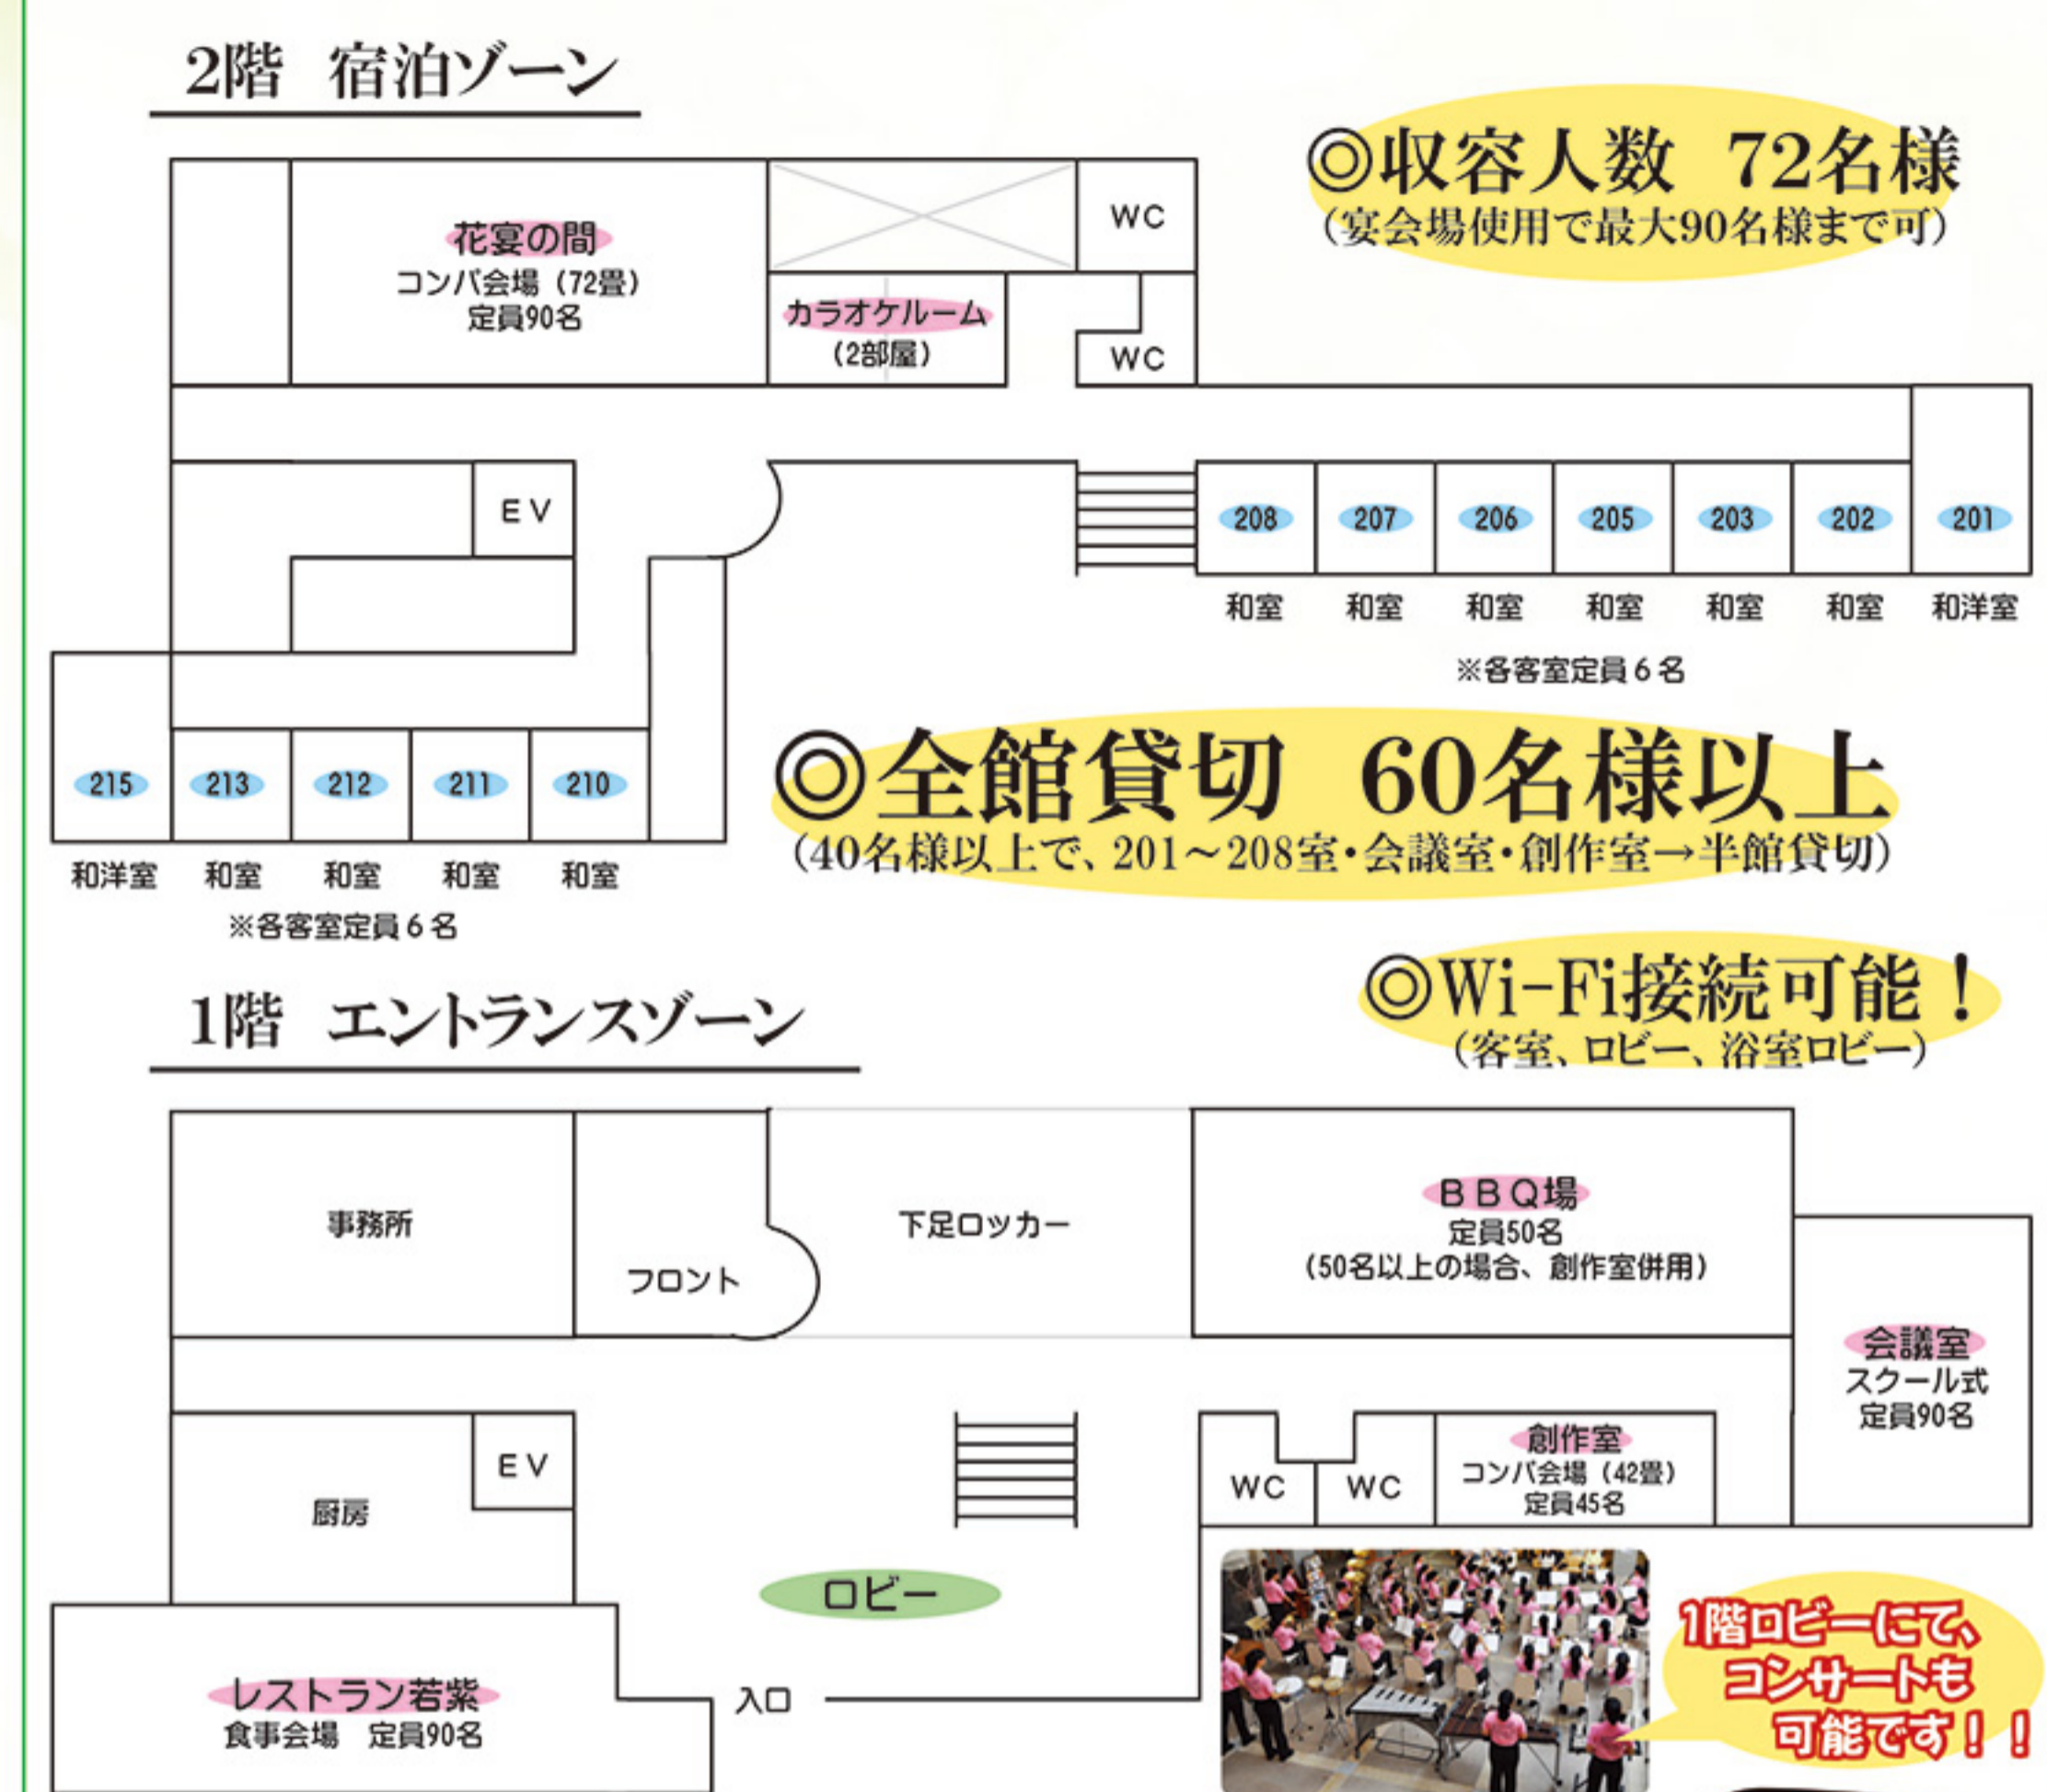 2階 宿泊ゾーン
◎収容人数 72名様
（宴会場使用で最大90名様まで可）
花宴の間
コンパ会場（72畳）
定員90名
WC
カラオケルーム
（2部屋）
WC
EV
208
207
206
205
203
202
201
和室
和室
和室
和室
和室
和室
和洋室
※各客室定員6名
215
213
212
211
210
和洋室
和室
和室
和室
和室
※各客室定員6名
◎全館貸切 60名様以上
（40名様以上で、201～208室・会議室・創作室→半館貸切）
◎Wi-Fi接続可能！
（客室、ロビー、浴室ロビー）
1階 エントランスゾーン
事務所
フロント
下足ロッカー
BBQ場
定員50名
（50名以上の場合、創作室併用）
会議室
スクール式
定員90名
厨房
EV
WC
WC
創作室
コンパ会場（42畳）
定員45名
ロビー
レストラン若紫
食事会場 定員90名
入口
1階ロビーにて、
コンサートも
可能です！！